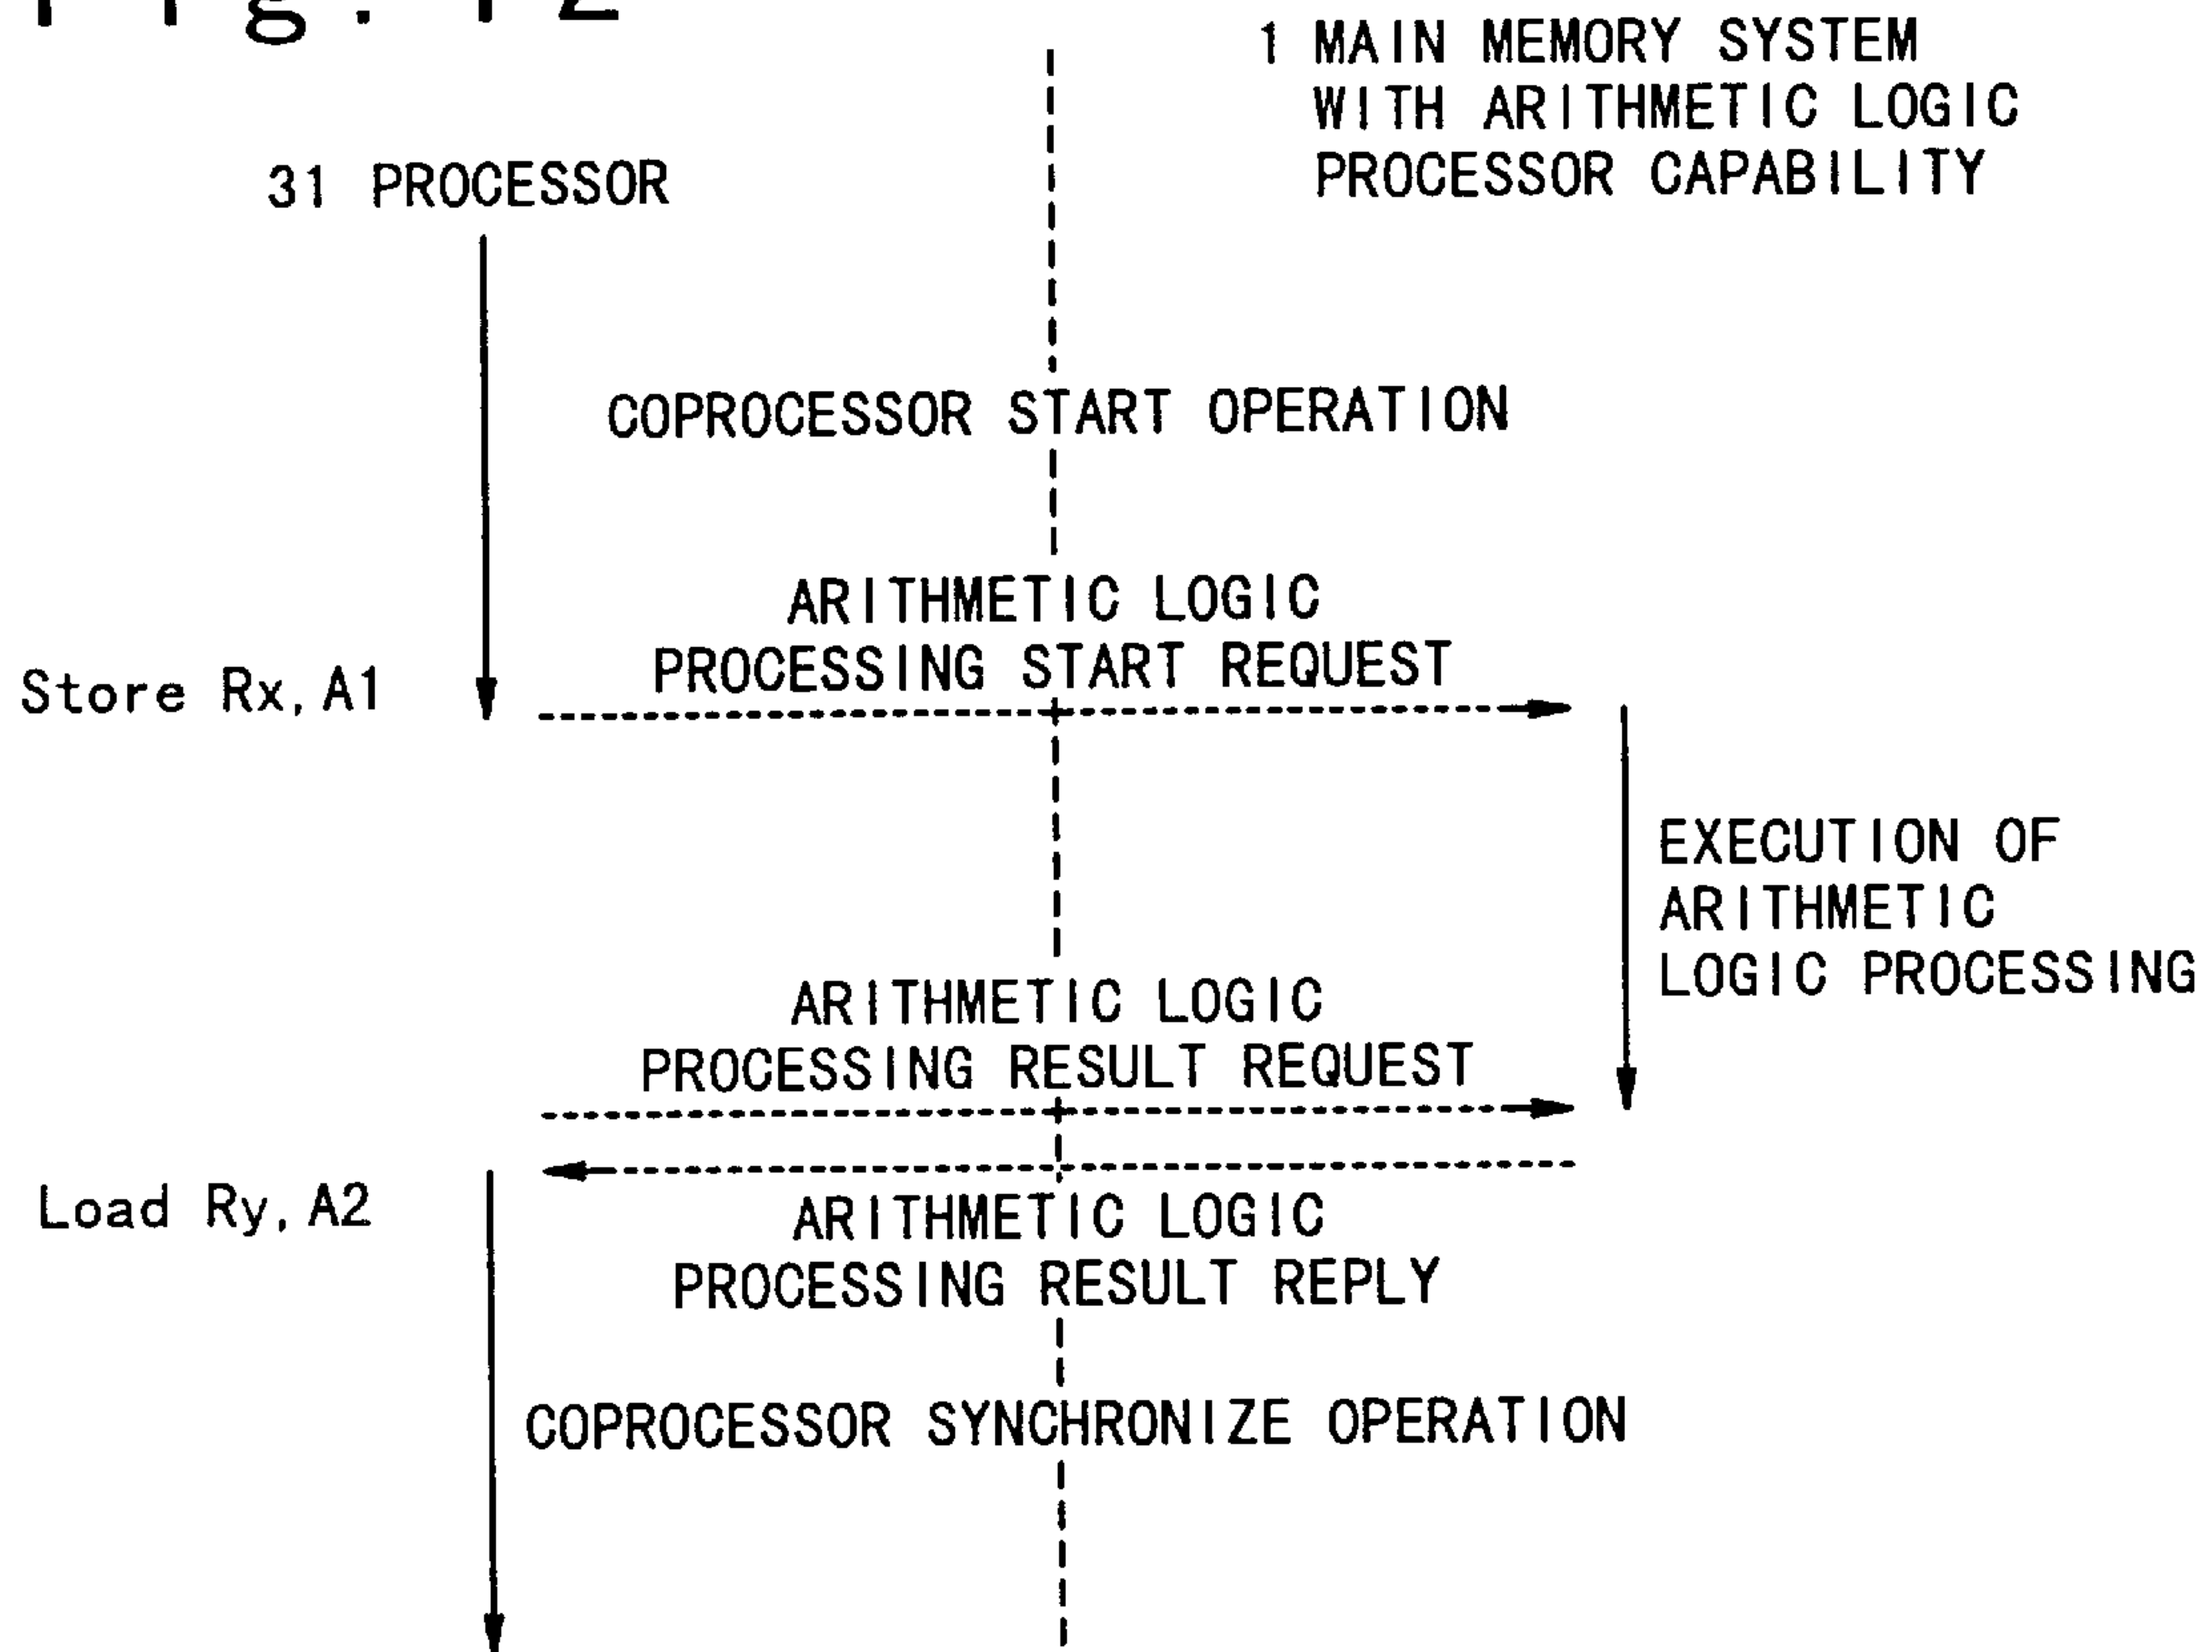 Fig. 12
1 MAIN MEMORY SYSTEM
WITH ARITHMETIC LOGIC
PROCESSOR CAPABILITY
31 PROCESSOR
COPROCESSOR START OPERATION
ARITHMETIC LOGIC
PROCESSING START REQUEST
Store Rx, A1
EXECUTION OF
ARITHMETIC
LOGIC PROCESSING
ARITHMETIC LOGIC
PROCESSING RESULT REQUEST
Load Ry, A2
ARITHMETIC LOGIC
PROCESSING RESULT REPLY
COPROCESSOR SYNCHRONIZE OPERATION